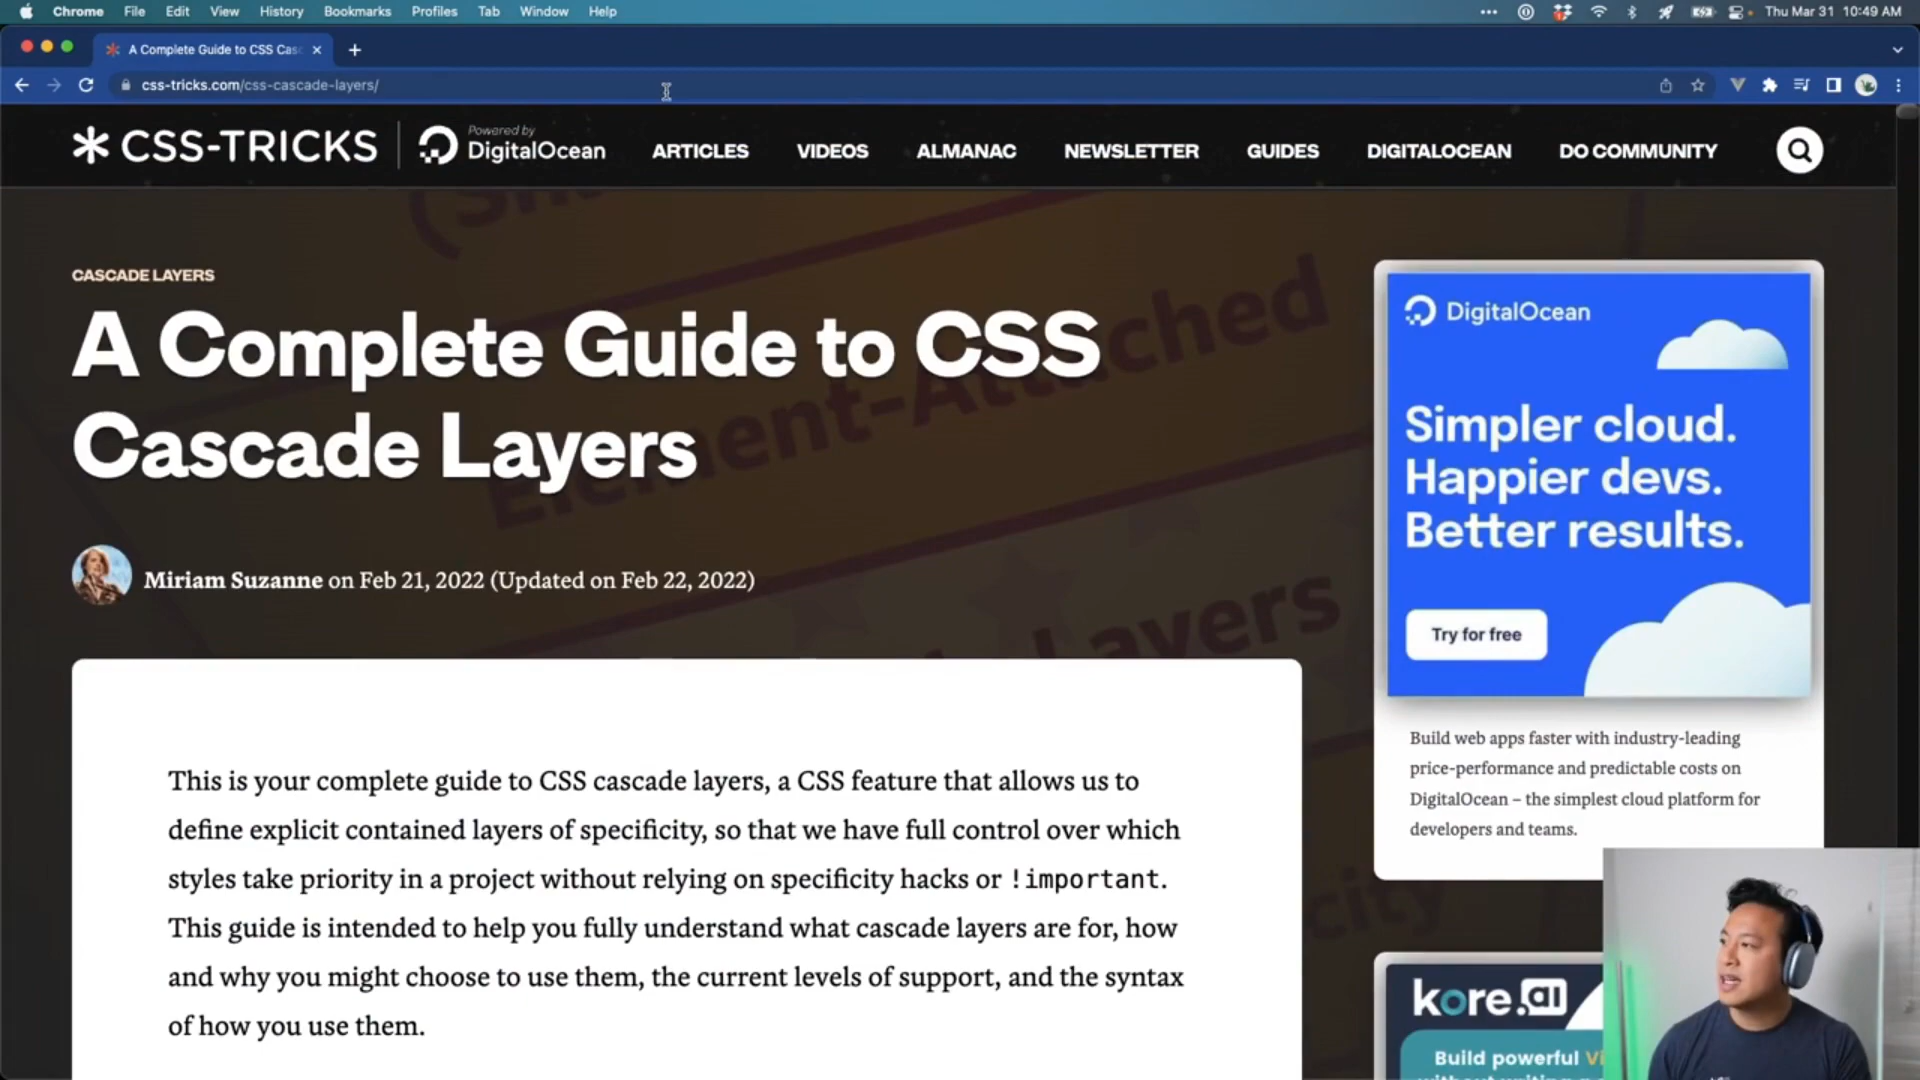 Chrome File Edit View History Bookmarks Profiles Tab Window Help Thu Mar 31 10:49 AM
A Complete Guide to CSS Cas
css-tricks.com/css-cascade-layers/
CSS-TRICKS Powered by DigitalOcean ARTICLES VIDEOS ALMANAC NEWSLETTER GUIDES DIGITALOCEAN DO COMMUNITY
CASCADE LAYERS
A Complete Guide to CSS
Cascade Layers
Miriam Suzanne on Feb 21, 2022 (Updated on Feb 22, 2022)
This is your complete guide to CSS cascade layers, a CSS feature that allows us to
define explicit contained layers of specificity, so that we have full control over which
styles take priority in a project without relying on specificity hacks or !important.
This guide is intended to help you fully understand what cascade layers are for, how
and why you might choose to use them, the current levels of support, and the syntax
of how you use them.
Element-Attached
Layers
DigitalOcean
Simpler cloud.
Happier devs.
Better results.
Try for free
Build web apps faster with industry-leading
price-performance and predictable costs on
DigitalOcean – the simplest cloud platform for
developers and teams.
kore.ai
Build powerful Vi